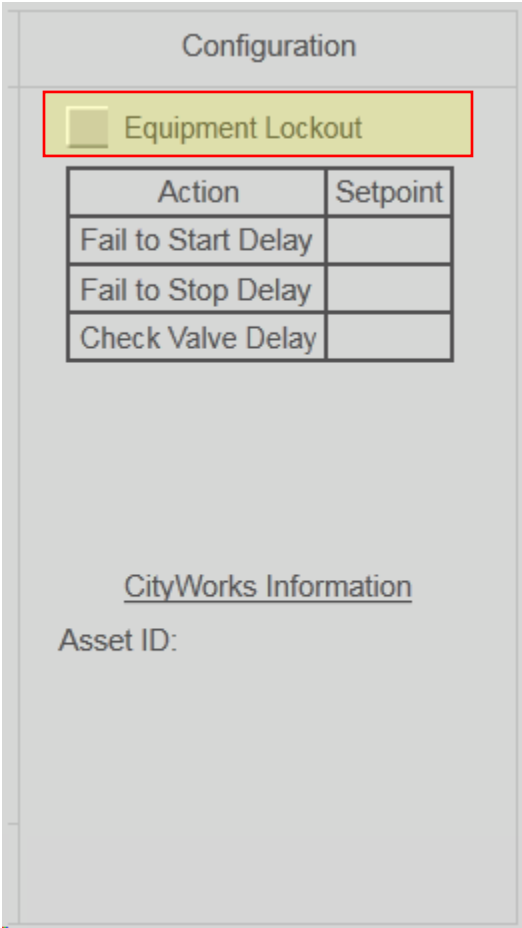 Configuration
Equipment Lockout
Action Setpoint
Fail to Start Delay
Fail to Stop Delay
Check Valve Delay
CityWorks Information
Asset ID: